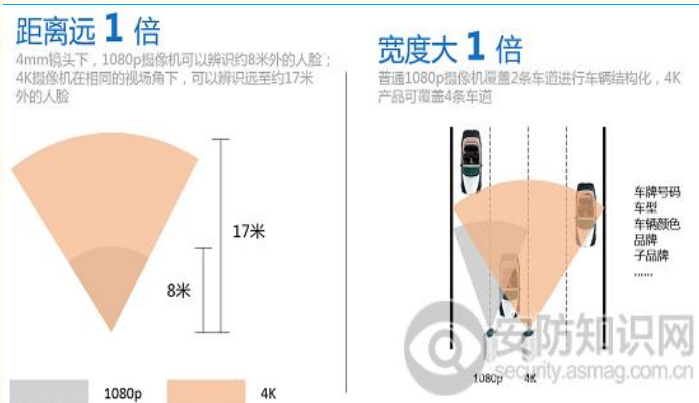 距离远 1 倍
4mm镜头下，1080p摄像机可以辨识约8米外的人脸；
4K摄像机在相同的视场角下，可以辨识远至约17米
外的人脸
17米
8米
1080p
4K
宽度大 1 倍
普通1080p摄像机覆盖2条车道进行车辆结构化，4K
产品可覆盖4条车道
车牌号码
车型
车辆颜色
品牌
子品牌
......
1080p
4K
安防知识网
security.asmag.com.cn